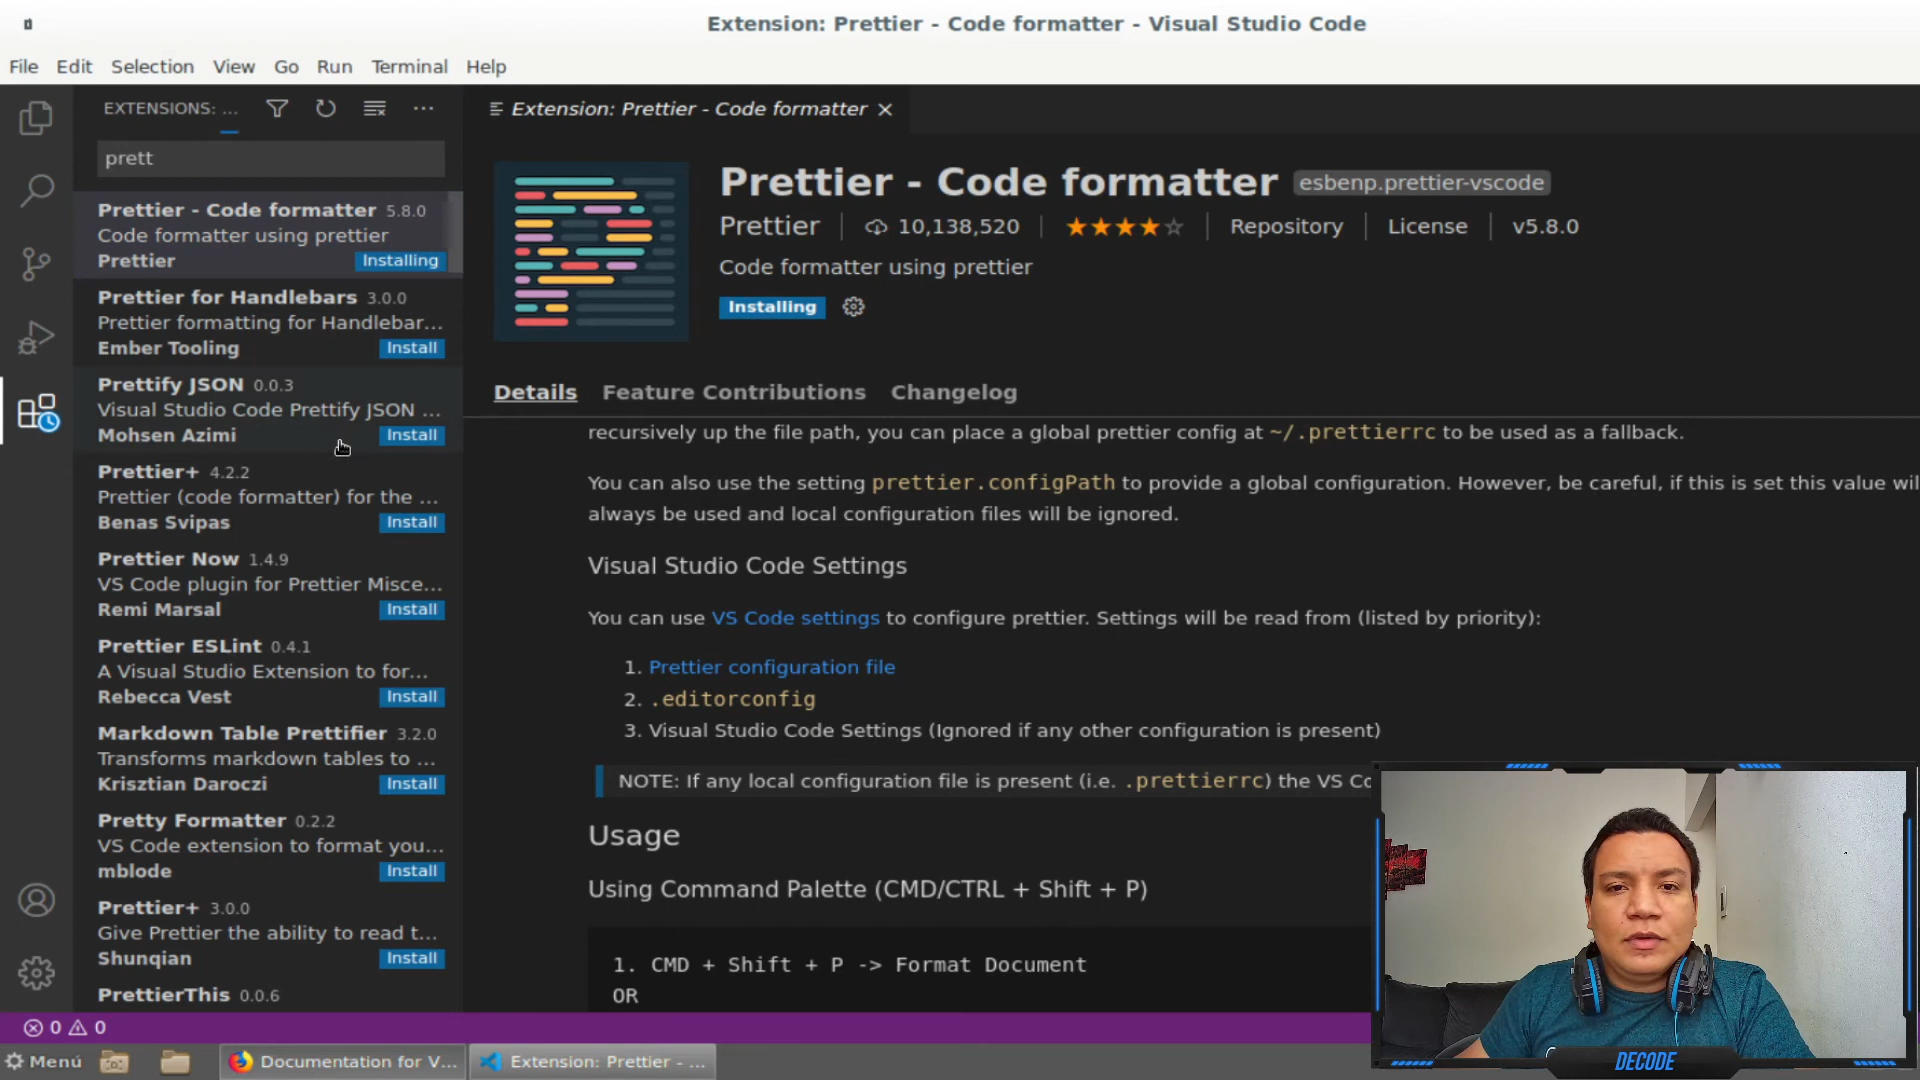 Extension: Prettier - Code formatter - Visual Studio Code
File Edit Selection View Go Run Terminal Help
EXTENSIONS: ...
prett
Prettier - Code formatter 5.8.0
Code formatter using prettier
Prettier Installing
Prettier for Handlebars 3.0.0
Prettier formatting for Handlebar...
Ember Tooling Install
Prettify JSON 0.0.3
Visual Studio Code Prettify JSON ...
Mohsen Azimi Install
Prettier+ 4.2.2
Prettier (code formatter) for the ...
Benas Svipas Install
Prettier Now 1.4.9
VS Code plugin for Prettier Misce...
Remi Marsal Install
Prettier ESLint 0.4.1
A Visual Studio Extension to for...
Rebecca Vest Install
Markdown Table Prettifier 3.2.0
Transforms markdown tables to ...
Krisztian Daroczi Install
Pretty Formatter 0.2.2
VS Code extension to format you...
mblode Install
Prettier+ 3.0.0
Give Prettier the ability to read t...
Shunqian Install
PrettierThis 0.0.6
Extension: Prettier - Code formatter
Prettier - Code formatter esbenp.prettier-vscode
Prettier 10,138,520 Repository License v5.8.0
Code formatter using prettier
Installing
Details Feature Contributions Changelog
recursively up the file path, you can place a global prettier config at ~/.prettierrc to be used as a fallback.
You can also use the setting prettier.configPath to provide a global configuration. However, be careful, if this is set this value wil
always be used and local configuration files will be ignored.
Visual Studio Code Settings
You can use VS Code settings to configure prettier. Settings will be read from (listed by priority):
1. Prettier configuration file
2. .editorconfig
3. Visual Studio Code Settings (Ignored if any other configuration is present)
NOTE: If any local configuration file is present (i.e. .prettierrc) the VS Co
Usage
Using Command Palette (CMD/CTRL + Shift + P)
1. CMD + Shift + P -> Format Document
OR
0 0
Menú Documentation for V... Extension: Prettier - ...
DECODE